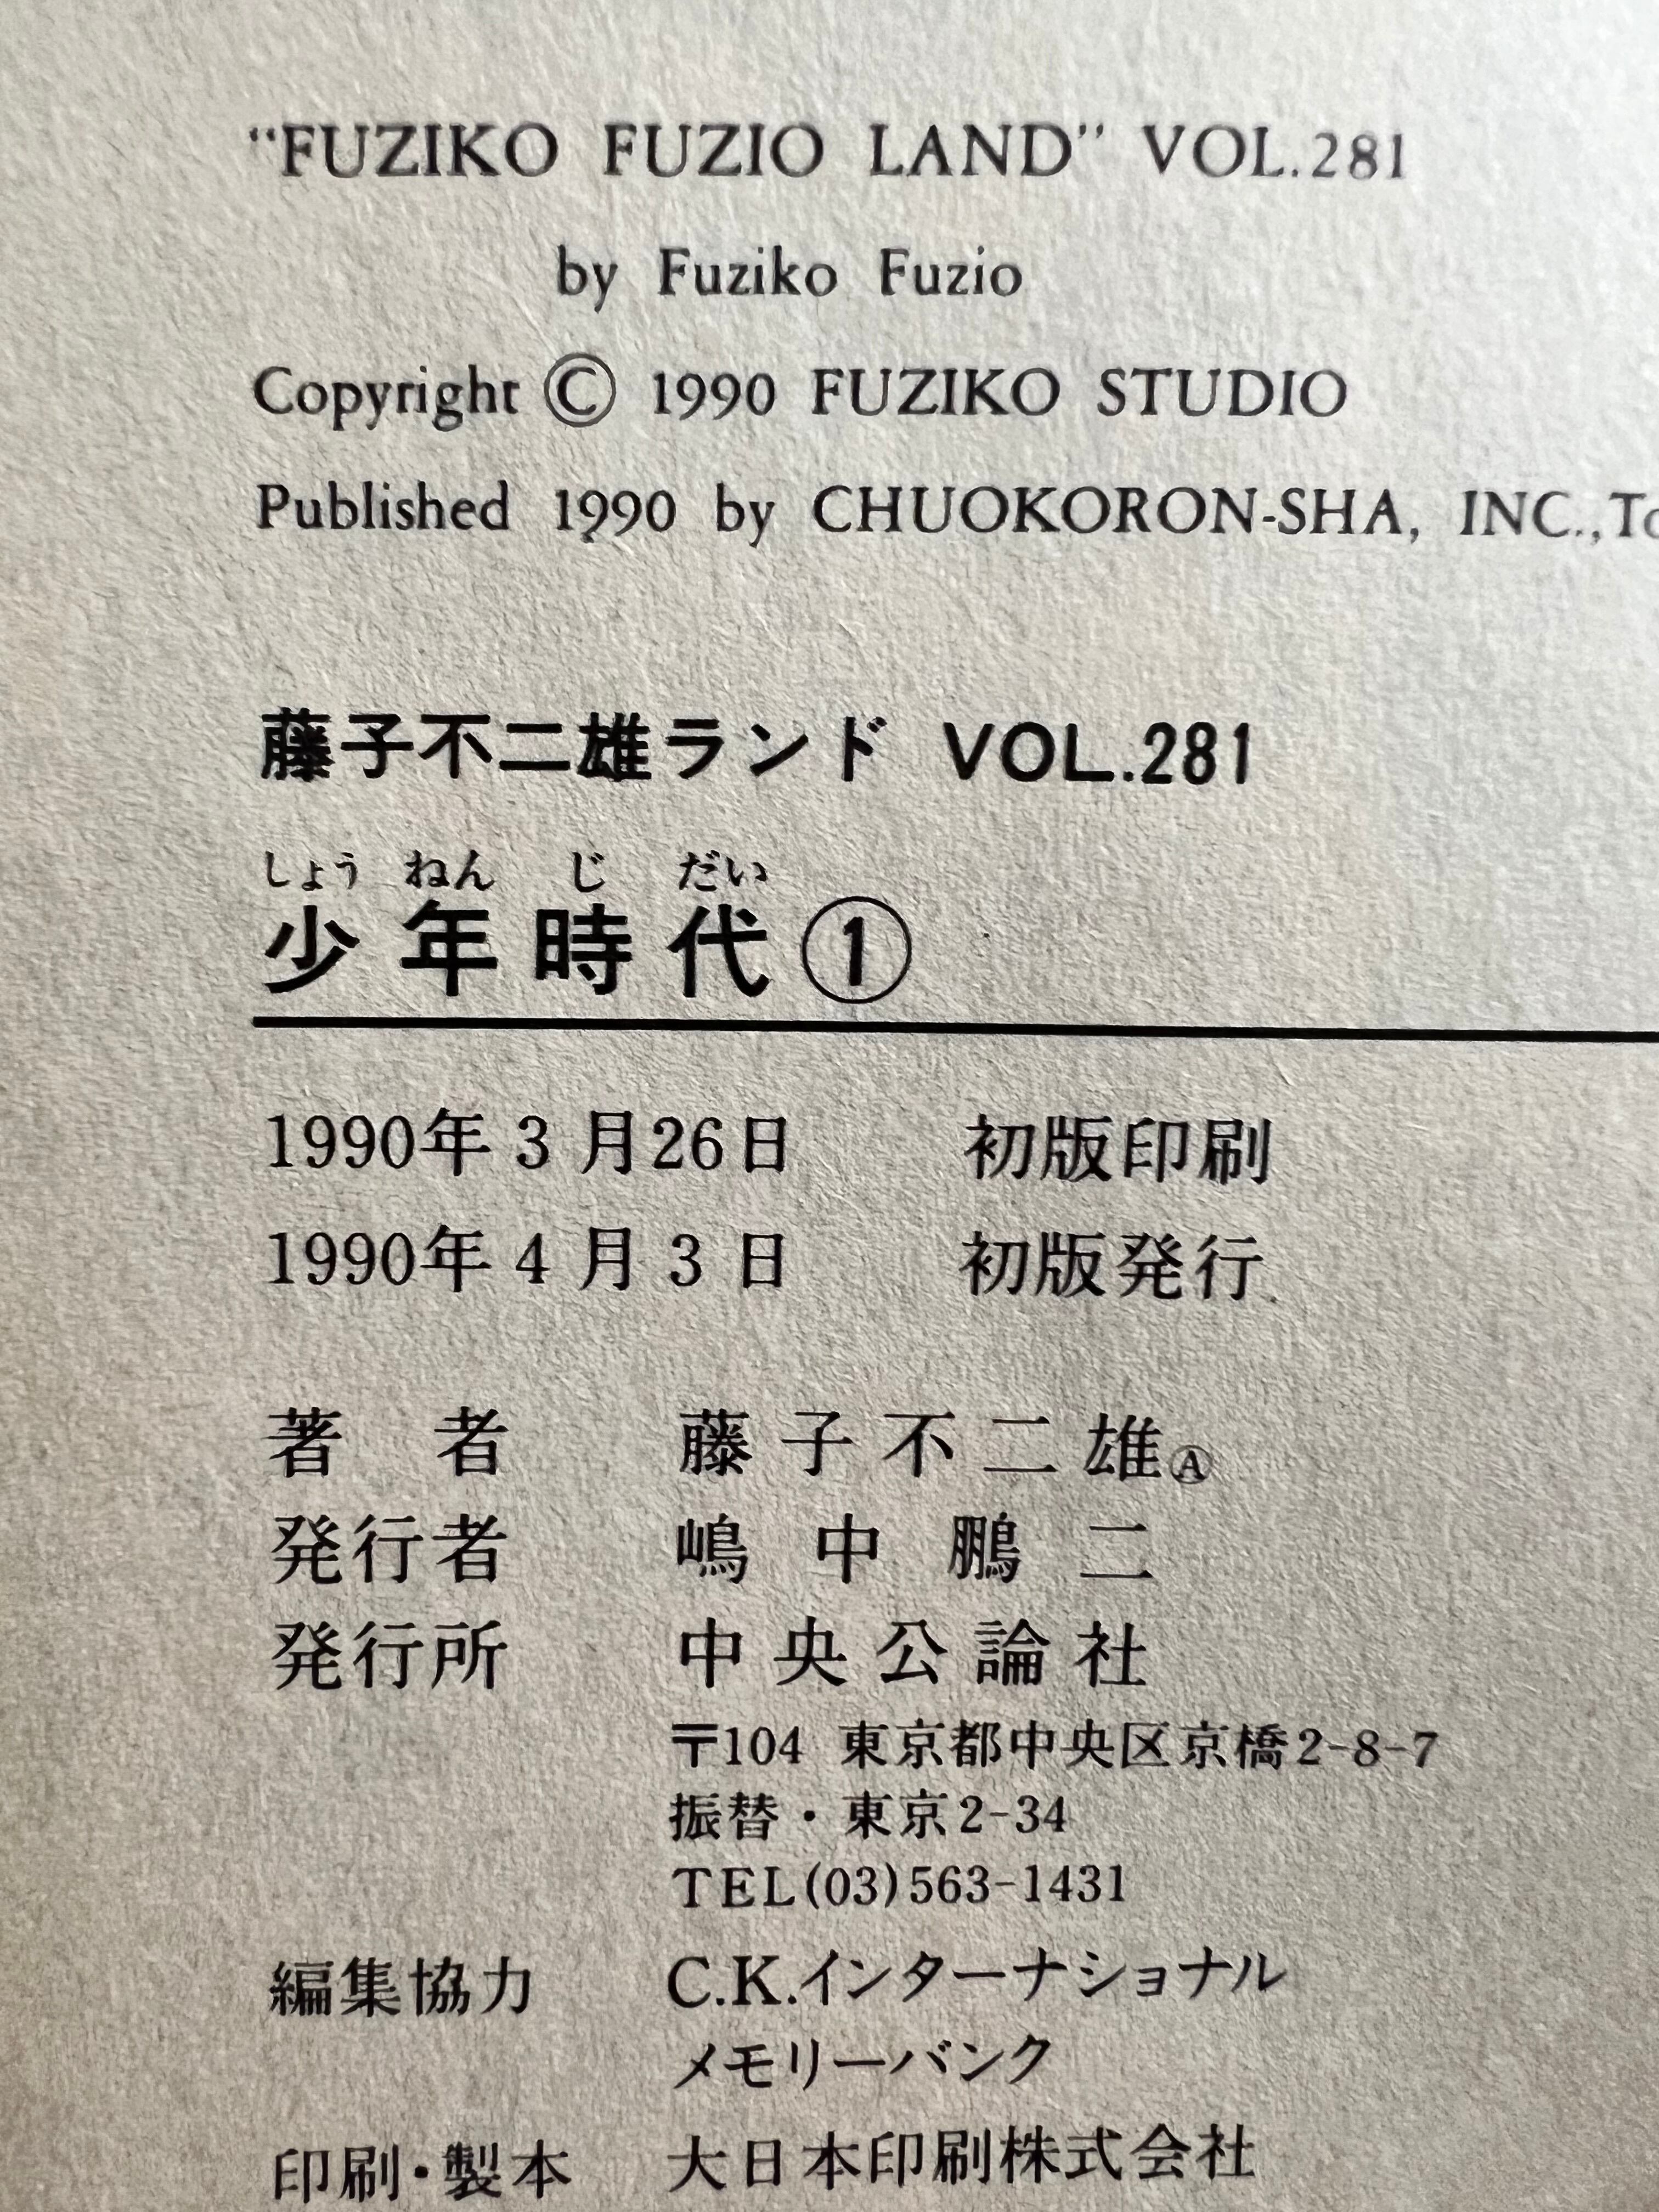 "FUZIKO FUZIO LAND" VOL.281
by Fuziko Fuzio
Copyright © 1990 FUZIKO STUDIO
Published 1990 by CHUOKORON-SHA, INC.,
藤子不二雄ランド VOL.281
しょう ねん じ だい
少年時代①
1990年3月26日 初版印刷
1990年4月3日 初版発行
著者 藤子不二雄Ⓐ
発行者 嶋中鵬二
発行所 中央公論社
〒104 東京都中央区京橋2-8-7
振替・東京2-34
TEL(03)563-1431
編集協力 C.K.インターナショナル
メモリーバンク
印刷・製本 大日本印刷株式会社